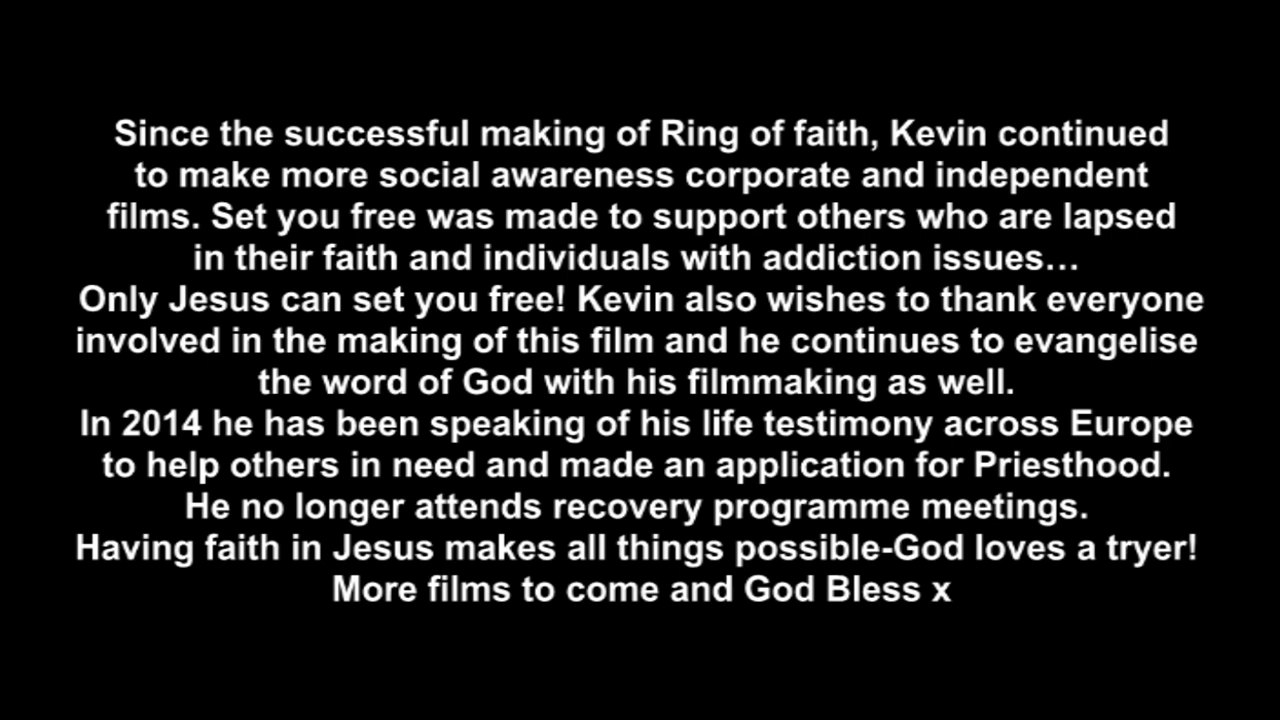 Since the successful making of Ring of faith, Kevin continued
to make more social awareness corporate and independent
films. Set you free was made to support others who are lapsed
in their faith and individuals with addiction issues...
Only Jesus can set you free! Kevin also wishes to thank everyone
involved in the making of this film and he continues to evangelise
the word of God with his filmmaking as well.
In 2014 he has been speaking of his life testimony across Europe
to help others in need and made an application for Priesthood.
He no longer attends recovery programme meetings.
Having faith in Jesus makes all things possible-God loves a tryer!
More films to come and God Bless x